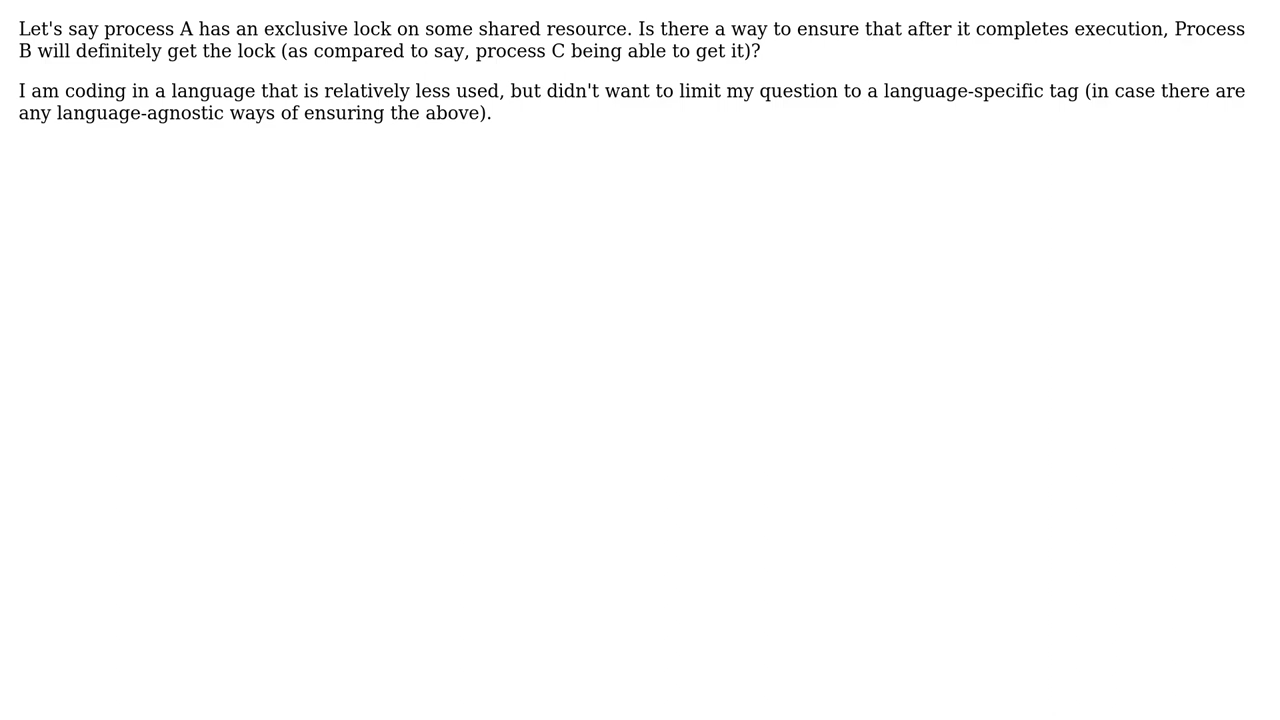 Let's say process A has an exclusive lock on some shared resource. Is there a way to ensure that after it completes execution, Process
B will definitely get the lock (as compared to say, process C being able to get it)?
I am coding in a language that is relatively less used, but didn't want to limit my question to a language-specific tag (in case there are
any language-agnostic ways of ensuring the above).